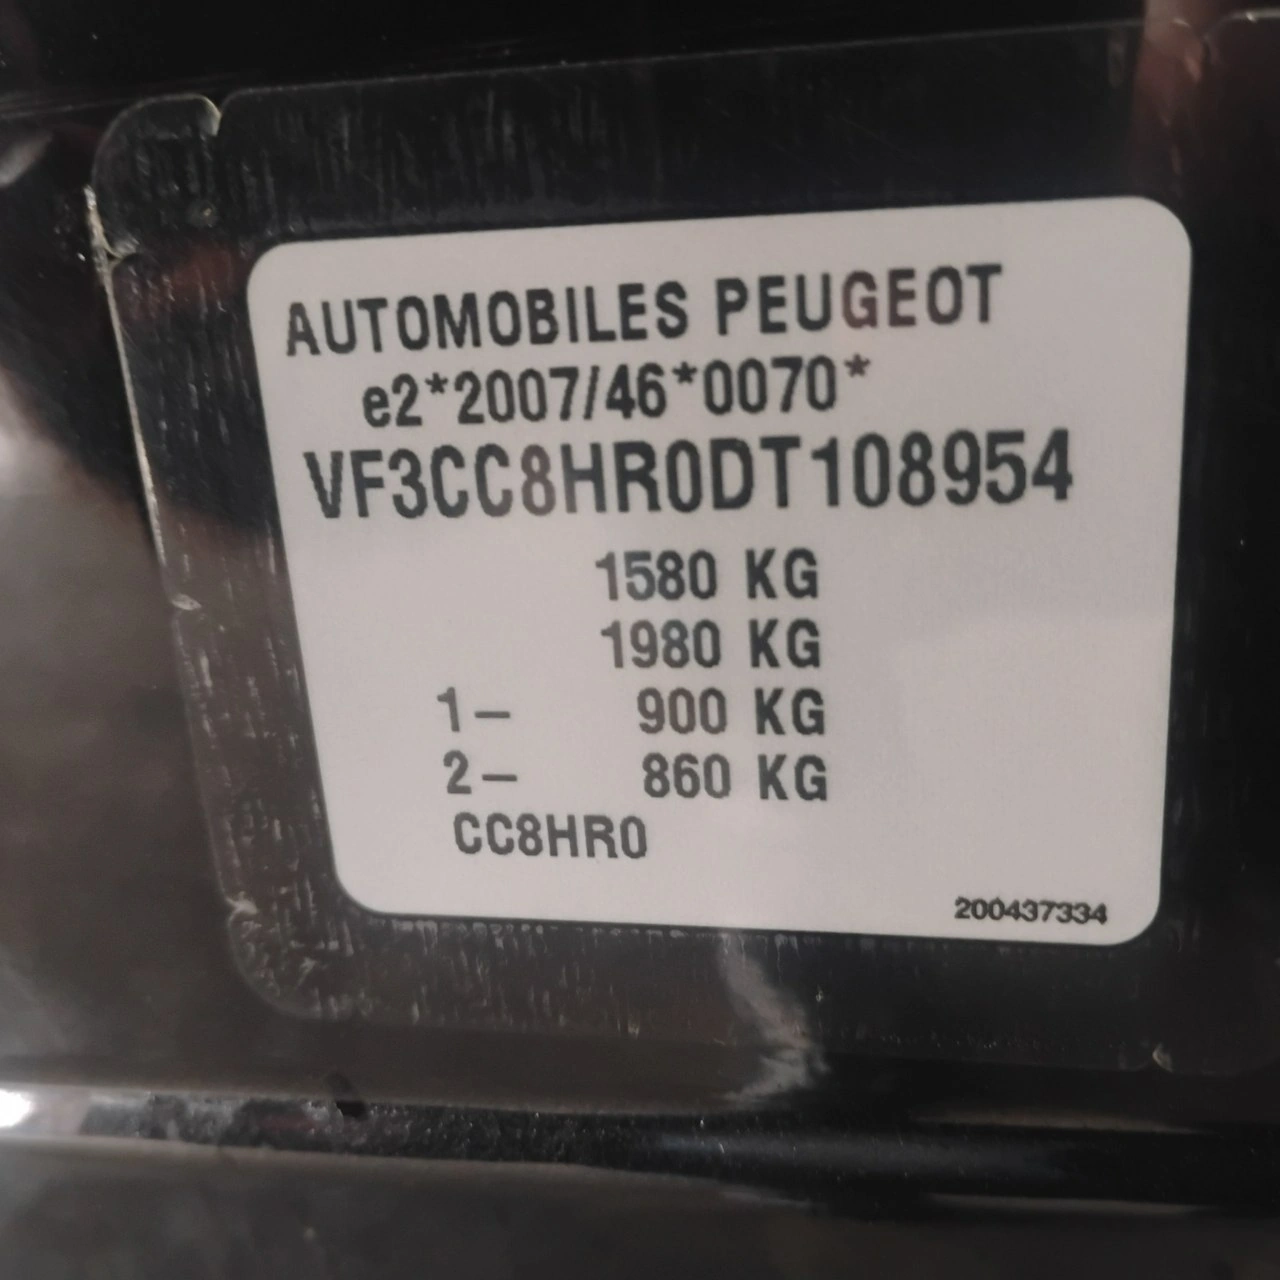 AUTOMOBILES PEUGEOT
e2*2007/46*0070*
VF3CC8HR0DT108954
1580 KG
1980 KG
1– 900 KG
2– 860 KG
CC8HR0
200437334